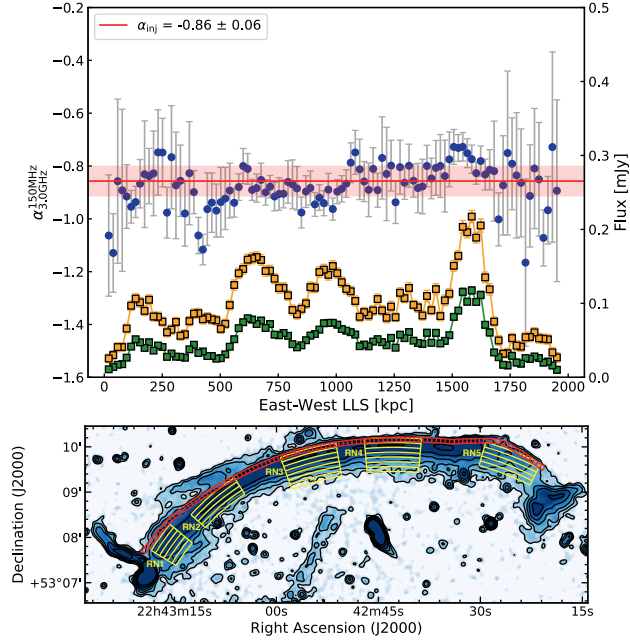 α_inj = -0.86 ± 0.06
−0.2
−0.4
−0.6
−0.8
−1.0
−1.2
−1.4
−1.6
α^{150MHz}_{3.0GHz}
0.5
0.4
0.3
0.2
0.1
0.0
Flux [mJy]
0 250 500 750 1000 1250 1500 1750 2000
East-West LLS [kpc]
10'
09'
08'
+53°07'
Declination (J2000)
RN1
RN2
RN3
RN4
RN5
22h43m15s 00s 42m45s 30s 15s
Right Ascension (J2000)